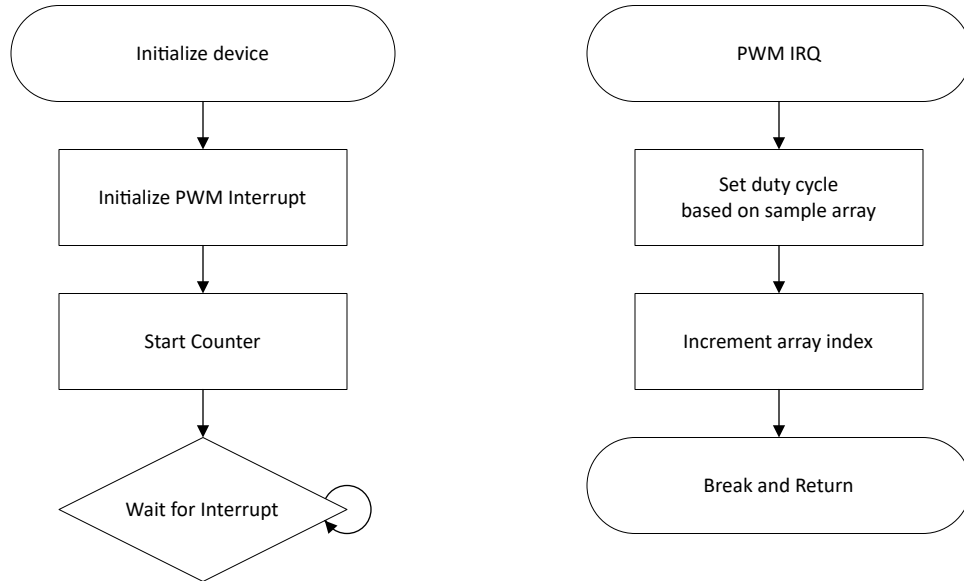 Initialize device
Initialize PWM Interrupt
Start Counter
Wait for Interrupt
PWM IRQ
Set duty cycle
based on sample array
Increment array index
Break and Return